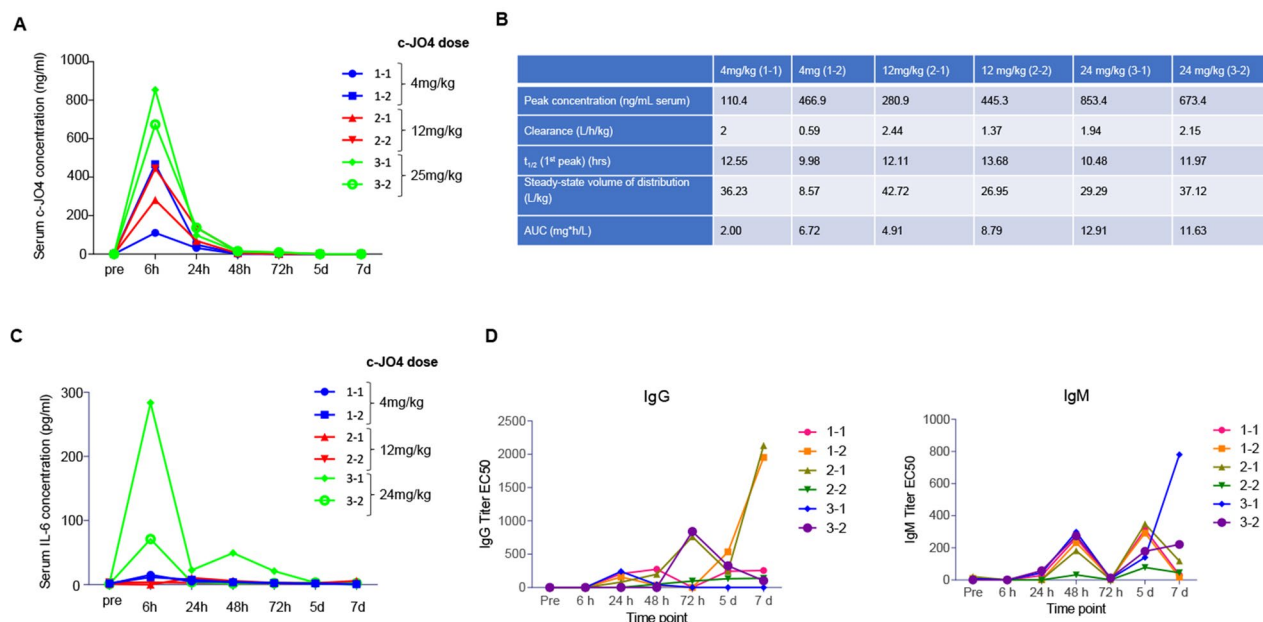 A
c-JO4 dose
Serum c-JO4 concentration (ng/ml)
1000
800
600
400
200
0
pre
6h
24h
48h
72h
5d
7d
1-1
1-2
4mg/kg
2-1
2-2
12mg/kg
3-1
3-2
25mg/kg
B
4mg/kg (1-1) 4mg (1-2) 12mg/kg (2-1) 12 mg/kg (2-2) 24 mg/kg (3-1) 24 mg/kg (3-2)
Peak concentration (ng/mL serum) 110.4 466.9 280.9 445.3 853.4 673.4
Clearance (L/h/kg) 2 0.59 2.44 1.37 1.94 2.15
t1/2 (1st peak) (hrs) 12.55 9.98 12.11 13.68 10.48 11.97
Steady-state volume of distribution
(L/kg) 36.23 8.57 42.72 26.95 29.29 37.12
AUC (mg*h/L) 2.00 6.72 4.91 8.79 12.91 11.63
C
c-JO4 dose
Serum IL-6 concentration (pg/ml)
300
200
100
0
pre
6h
24h
48h
72h
5d
7d
1-1
1-2
4mg/kg
2-1
2-2
12mg/kg
3-1
3-2
24mg/kg
D
IgG
IgG Titer EC50
2500
2000
1500
1000
500
0
Pre
6 h
24 h
48 h
72 h
5 d
7 d
Time point
1-1
1-2
2-1
2-2
3-1
3-2
IgM
IgM Titer EC50
1000
800
600
400
200
0
Pre
6 h
24 h
48 h
72 h
5 d
7 d
Time point
1-1
1-2
2-1
2-2
3-1
3-2